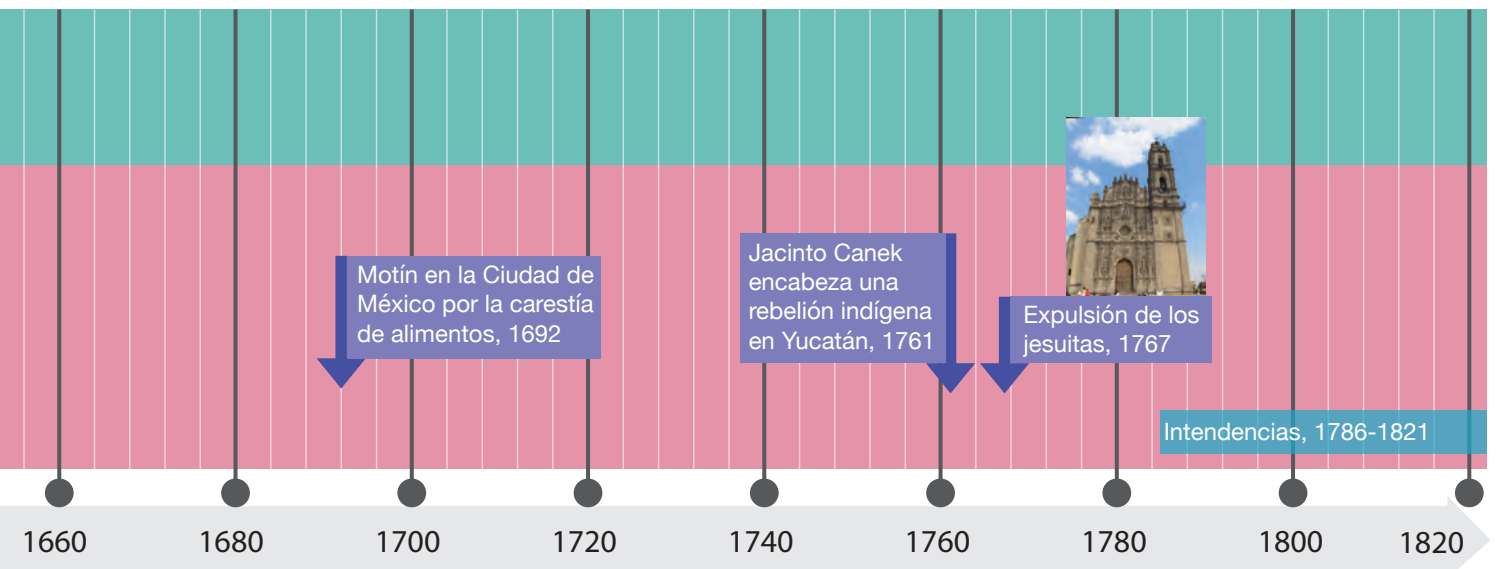 Motín en la Ciudad de
México por la carestía
de alimentos, 1692
Jacinto Canek
encabeza una
rebelión indígena
en Yucatán, 1761
Expulsión de los
jesuitas, 1767
Intendencias, 1786-1821
1660 1680 1700 1720 1740 1760 1780 1800 1820